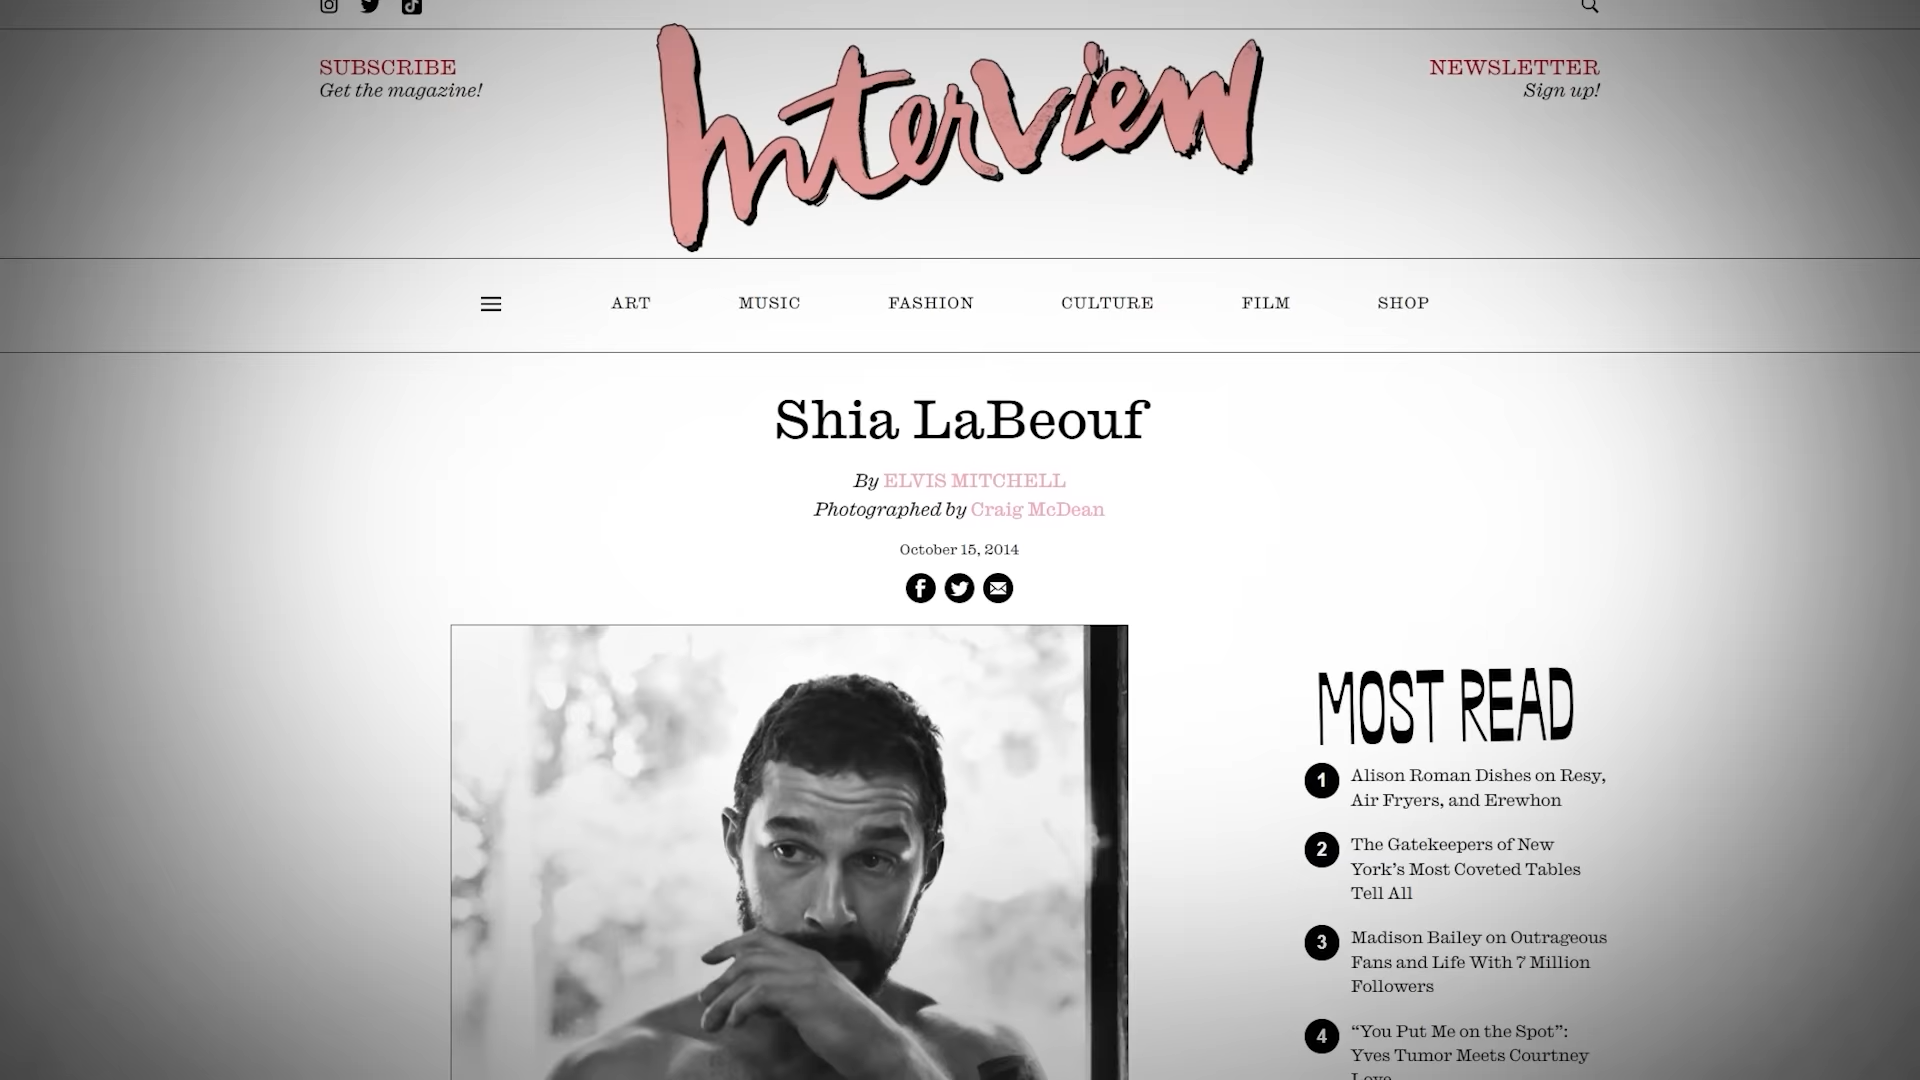 SUBSCRIBE
Get the magazine!
Interview
NEWSLETTER
Sign up!
ART
MUSIC
FASHION
CULTURE
FILM
SHOP
Shia LaBeouf
By ELVIS MITCHELL
Photographed by Craig McDean
October 15, 2014
MOST READ
1 Alison Roman Dishes on Resy,
Air Fryers, and Erewhon
2 The Gatekeepers of New
York’s Most Coveted Tables
Tell All
3 Madison Bailey on Outrageous
Fans and Life With 7 Million
Followers
4 “You Put Me on the Spot”:
Yves Tumor Meets Courtney
Love